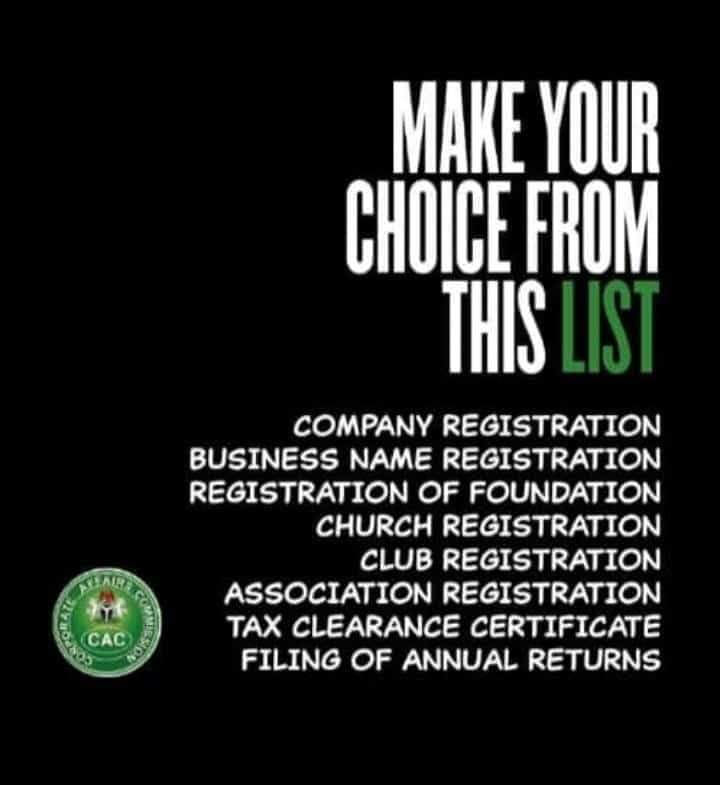 MAKE YOUR
CHOICE FROM
THIS LIST
COMPANY REGISTRATION
BUSINESS NAME REGISTRATION
REGISTRATION OF FOUNDATION
CHURCH REGISTRATION
CLUB REGISTRATION
ASSOCIATION REGISTRATION
TAX CLEARANCE CERTIFICATE
FILING OF ANNUAL RETURNS
CORPORATE AFFAIRS COMMISSION
CAC